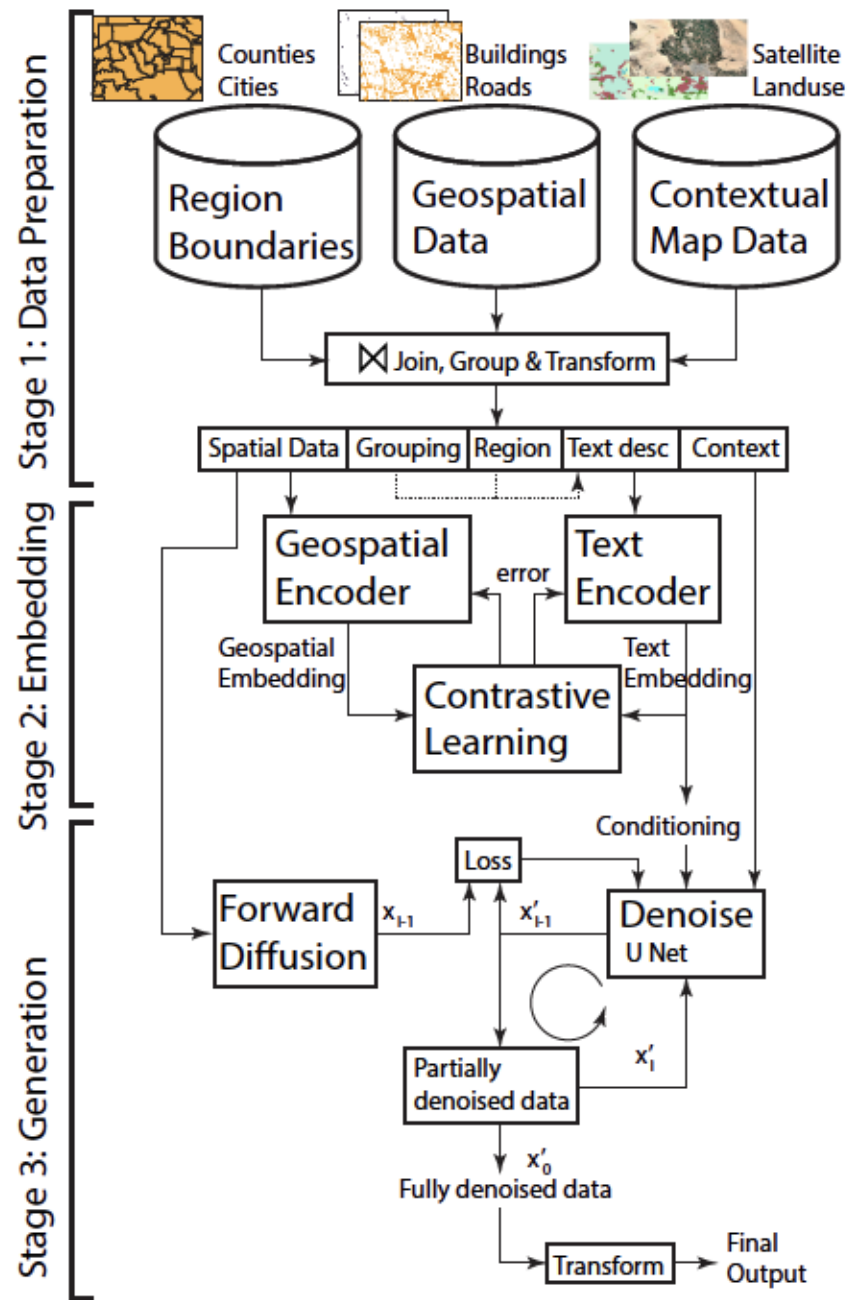 Stage 1: Data Preparation
Counties
Cities
Buildings
Roads
Satellite
Landuse
Region
Boundaries
Geospatial
Data
Contextual
Map Data
⋈ Join, Group & Transform
Spatial Data
Grouping
Region
Text desc
Context
Stage 2: Embedding
Geospatial
Encoder
error
Text
Encoder
Geospatial
Embedding
Text
Embedding
Contrastive
Learning
Stage 3: Generation
Conditioning
Loss
Forward
Diffusion
x_{l-1}
x'_{l-1}
Denoise
U Net
Partially
denoised data
x'_l
x'_0
Fully denoised data
Transform
Final
Output